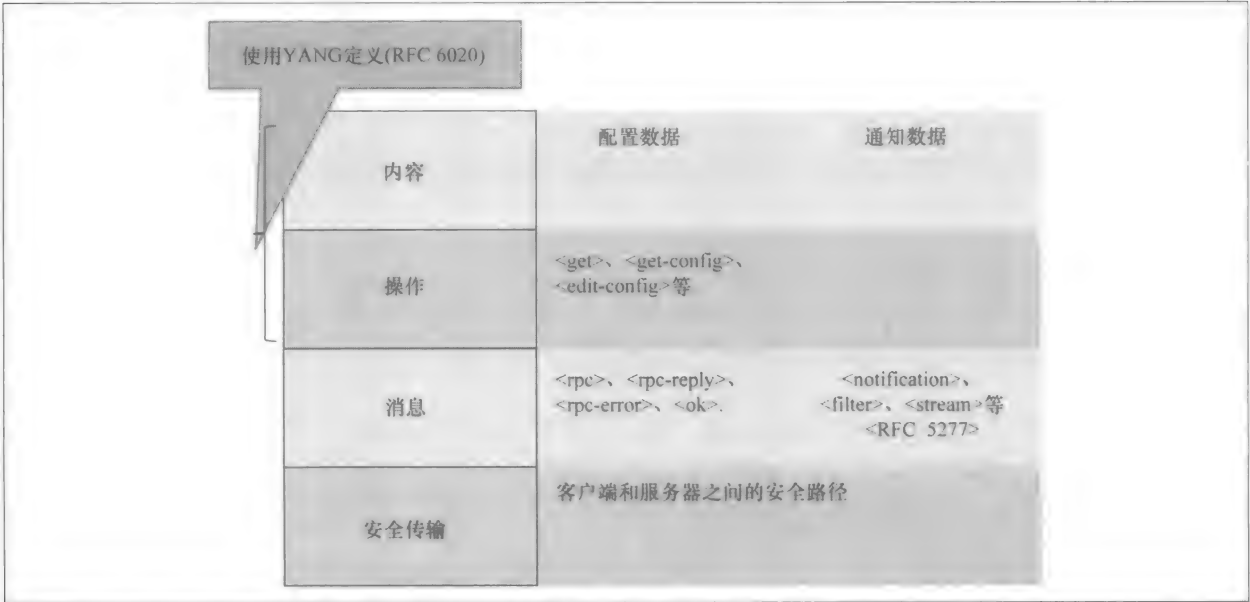 使用YANG定义(RFC 6020)
配置数据
通知数据
内容
<get>、<get-config>、
<edit-config>等
操作
<rpc>、<rpc-reply>、
<rpc-error>、<ok>.
<notification>、
<filter>、<stream>等
<RFC 5277>
消息
客户端和服务器之间的安全路径
安全传输